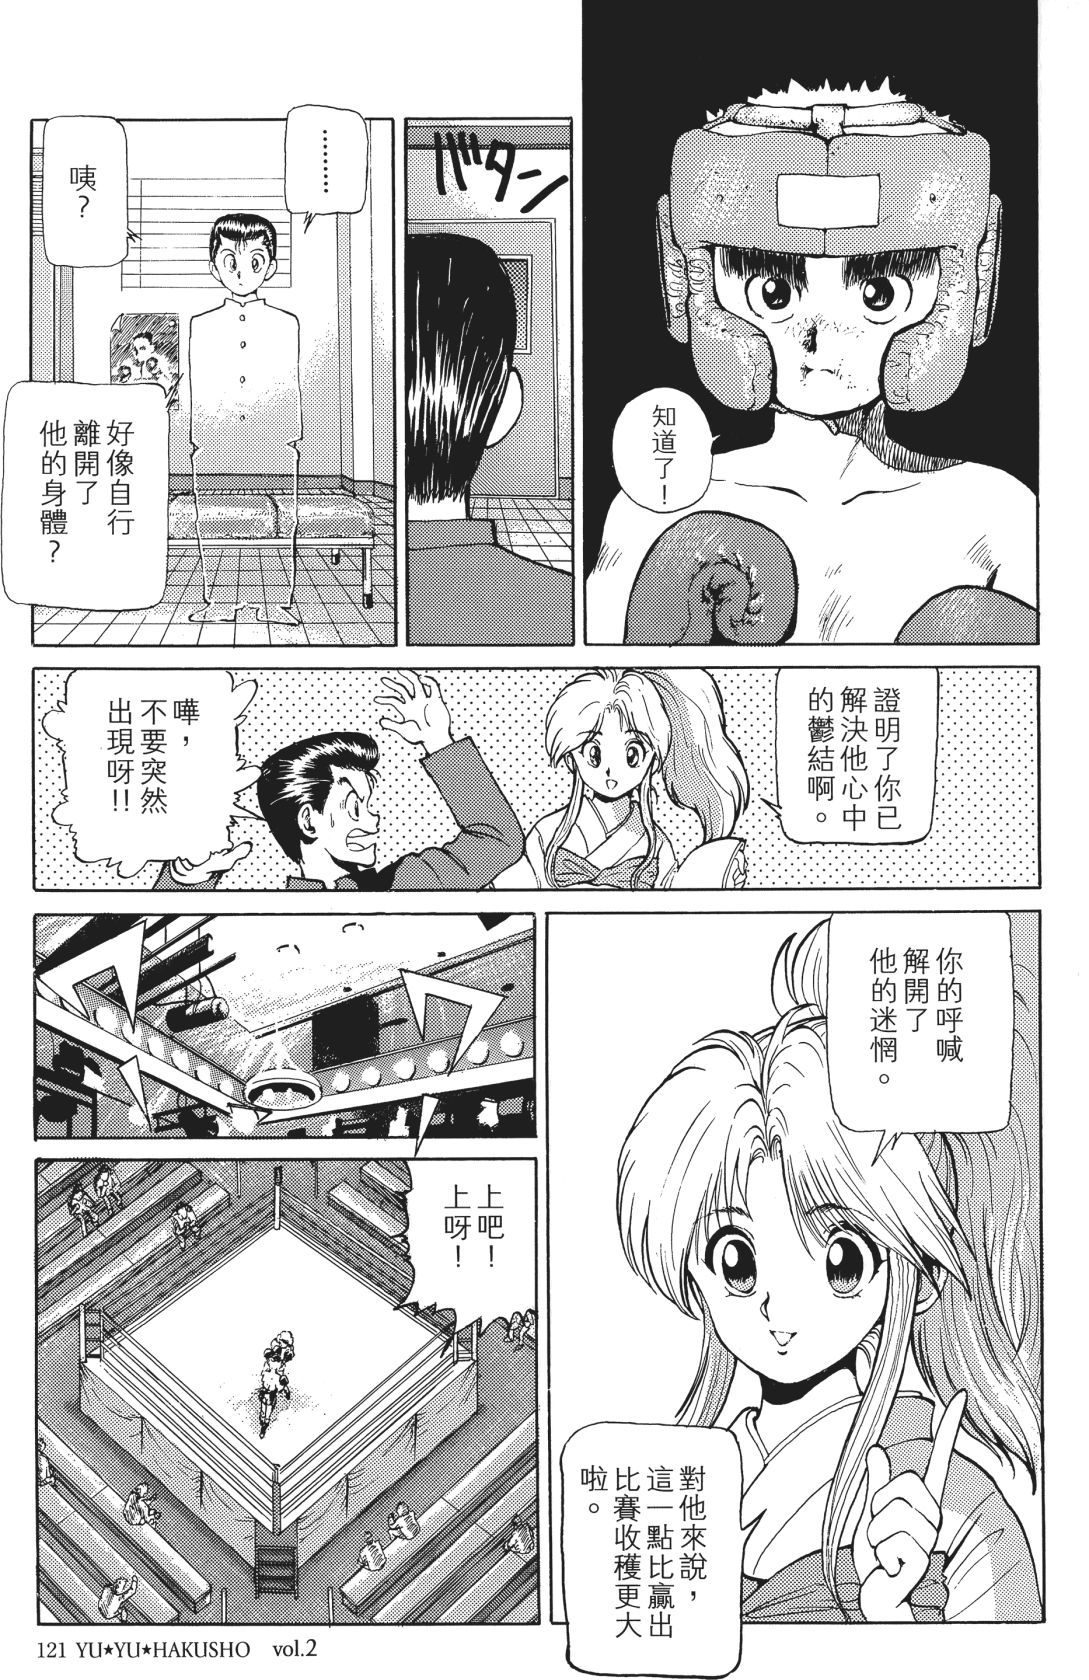 知道了！
バタン
………
咦？
好像自行
離開了
他的身體？
證明了你已
解決他心中
的鬱結啊。
嘩，
不要突然
出現呀!!
你的呼喊
解開了
他的迷惘。
對他來說，
這一點比贏出
比賽收穫更大
啦。
上吧！
上呀！
121 YU★YU★HAKUSHO vol.2